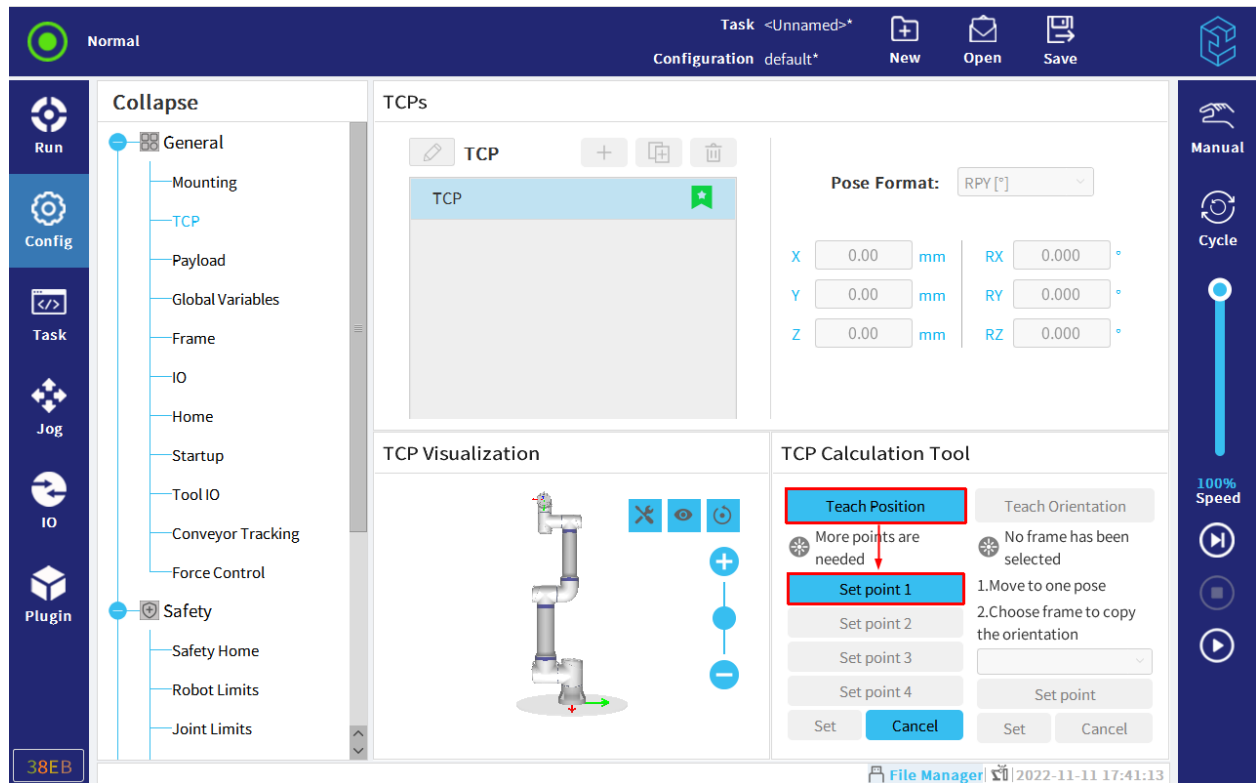 Normal
Task <Unnamed>*
Configuration default*
New
Open
Save
Run
Config
Task
Jog
IO
Plugin
38EB
Collapse
General
Mounting
TCP
Payload
Global Variables
Frame
IO
Home
Startup
Tool IO
Conveyor Tracking
Force Control
Safety
Safety Home
Robot Limits
Joint Limits
TCPs
TCP
TCP
Pose Format: RPY [°]
X 0.00 mm RX 0.000 °
Y 0.00 mm RY 0.000 °
Z 0.00 mm RZ 0.000 °
TCP Visualization
TCP Calculation Tool
Teach Position
More points are
needed
Set point 1
Set point 2
Set point 3
Set point 4
Set Cancel
Teach Orientation
No frame has been
selected
1.Move to one pose
2.Choose frame to copy
the orientation
Set point
Set Cancel
Manual
Cycle
100%
Speed
File Manager 2022-11-11 17:41:13